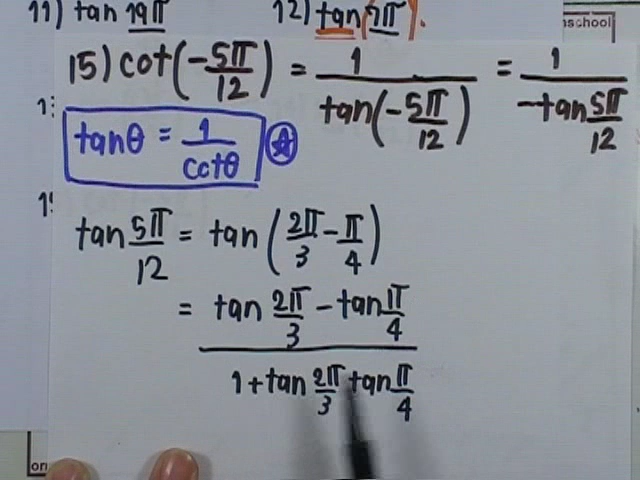 11) tan 19π 12) tan(7π).
nschool
15) cot(-5π/12) = 1/tan(-5π/12) = 1/-tan 5π/12
tanθ = 1/cotθ
tan 5π/12 = tan(2π/3 - π/4)
= tan 2π/3 - tan π/4 / 1 + tan 2π/3 tan π/4